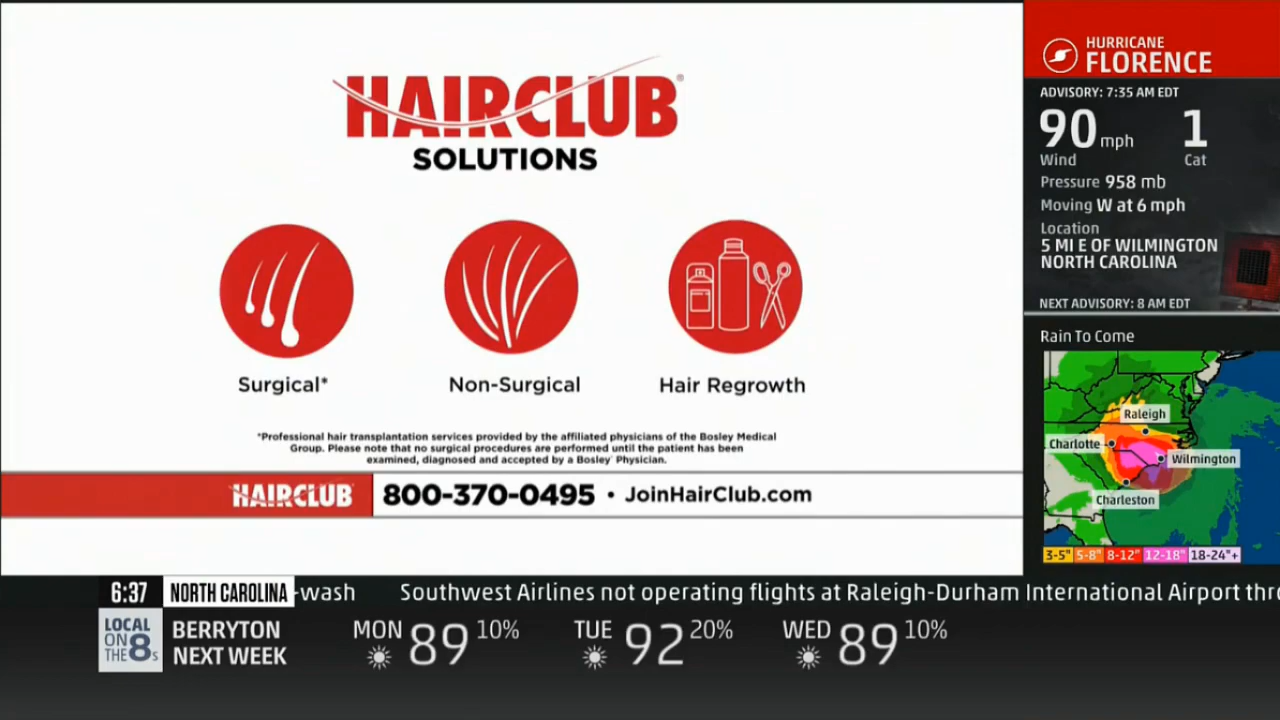 HAIRCLUB®
SOLUTIONS
Surgical*
Non-Surgical
Hair Regrowth
*Professional hair transplantation services provided by the affiliated physicians of the Bosley Medical
Group. Please note that no surgical procedures are performed until the patient has been
examined, diagnosed and accepted by a Bosley Physician.
HAIRCLUB
800-370-0495 • JoinHairClub.com
HURRICANE
FLORENCE
ADVISORY: 7:35 AM EDT
90 mph 1
Wind Cat
Pressure 958 mb
Moving W at 6 mph
Location
5 MI E OF WILMINGTON
NORTH CAROLINA
NEXT ADVISORY: 8 AM EDT
Rain To Come
Raleigh
Charlotte
Wilmington
Charleston
3-5" 5-8" 8-12" 12-18" 18-24"+
6:37 NORTH CAROLINA -wash Southwest Airlines not operating flights at Raleigh-Durham International Airport thr
LOCAL
ON
THE 8s
BERRYTON
NEXT WEEK
MON 89 10%
TUE 92 20%
WED 89 10%